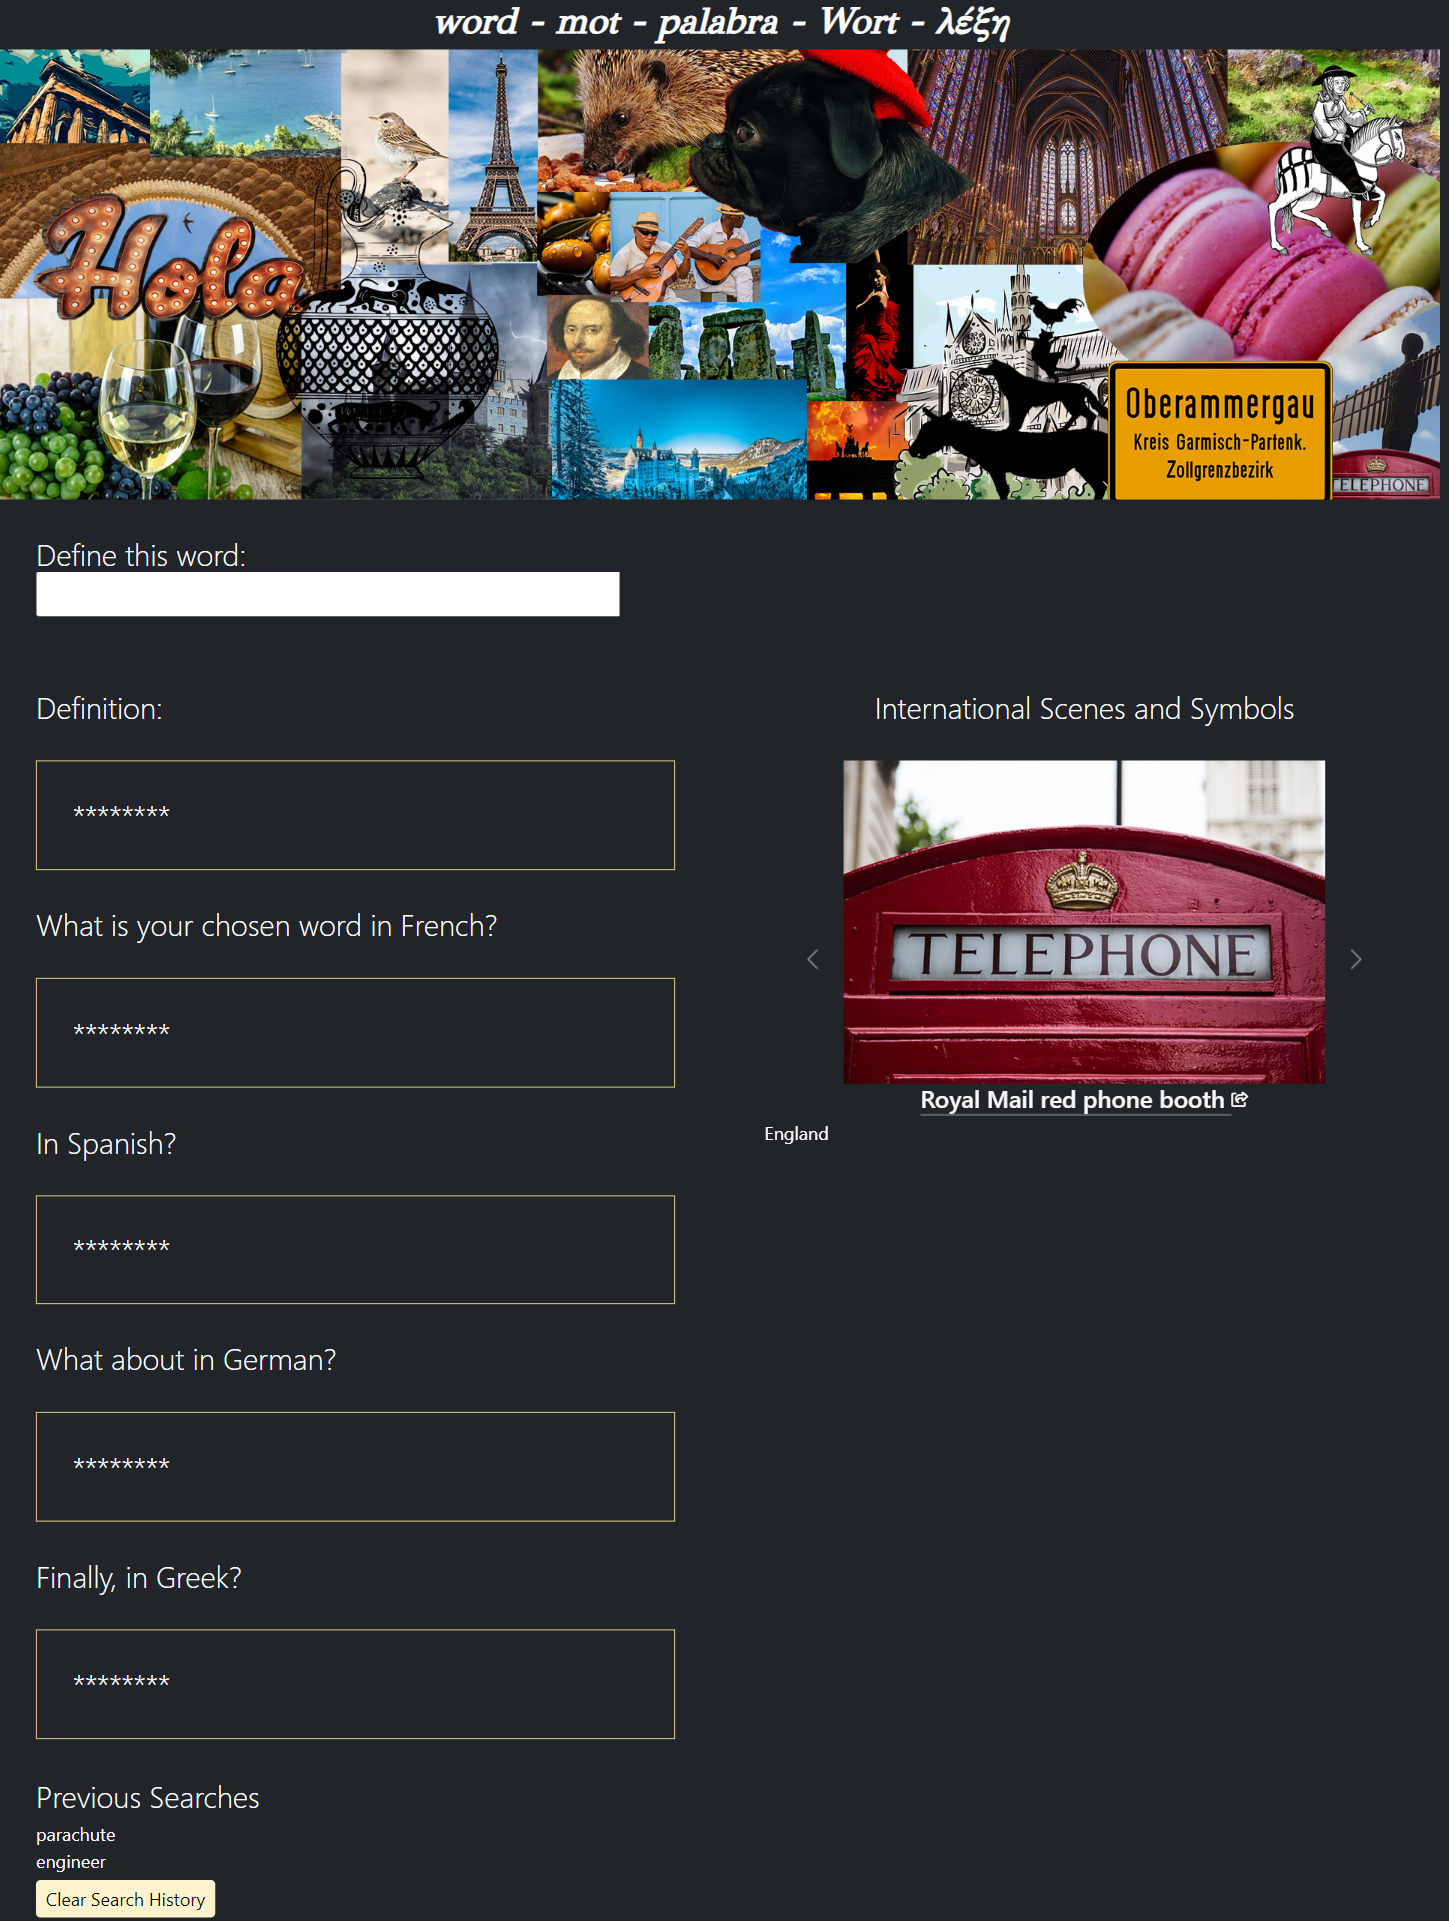 word - mot - palabra - Wort - λέξη
Hola
Oberammergau
Kreis Garmisch-Partenk.
Zollgrenzbezirk
ELEPHONE
Define this word:
Definition:
********
What is your chosen word in French?
********
In Spanish?
********
What about in German?
********
Finally, in Greek?
********
Previous Searches
parachute
engineer
Clear Search History
International Scenes and Symbols
TELEPHONE
Royal Mail red phone booth
England